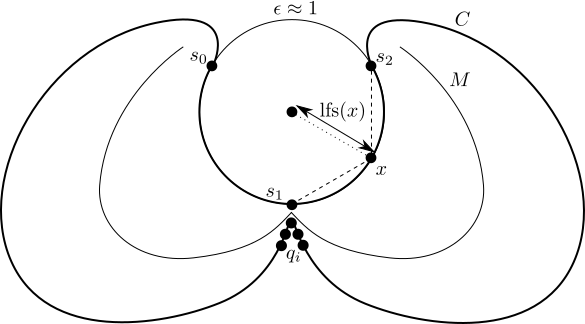 ϵ ≈ 1
C
s₀
s₂
M
lfs(x)
x
s₁
qᵢ